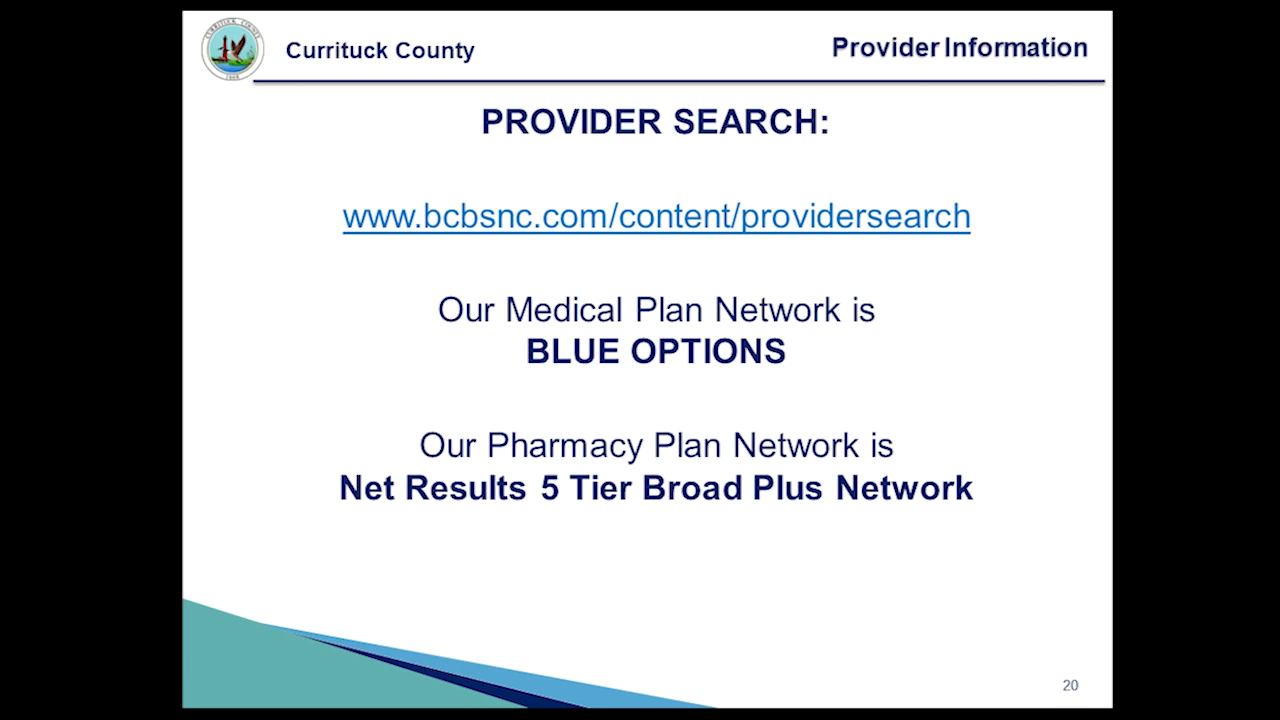 Currituck County
Provider Information
PROVIDER SEARCH:
www.bcbsnc.com/content/providersearch
Our Medical Plan Network is
BLUE OPTIONS
Our Pharmacy Plan Network is
Net Results 5 Tier Broad Plus Network
20